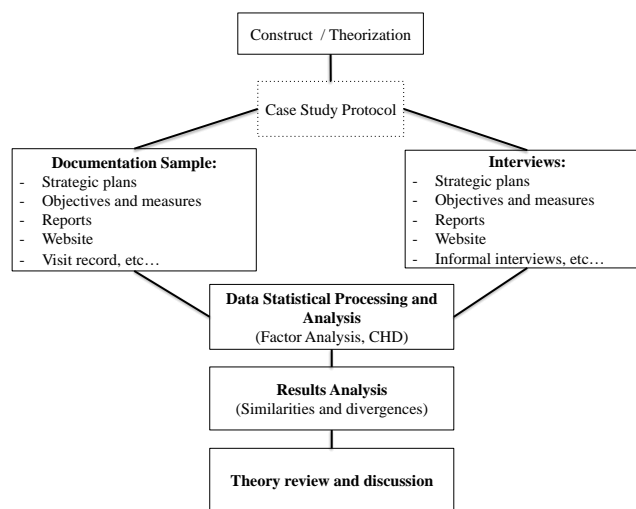 Construct / Theorization
Case Study Protocol
Documentation Sample:
- Strategic plans
- Objectives and measures
- Reports
- Website
- Visit record, etc…
Interviews:
- Strategic plans
- Objectives and measures
- Reports
- Website
- Informal interviews, etc…
Data Statistical Processing and
Analysis
(Factor Analysis, CHD)
Results Analysis
(Similarities and divergences)
Theory review and discussion